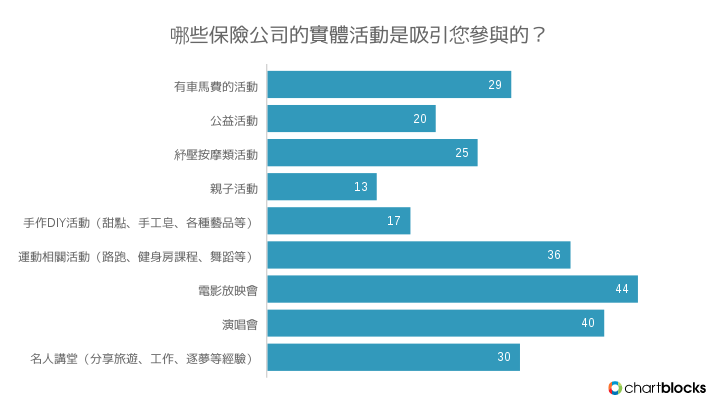 哪些保險公司的實體活動是吸引您參與的？
有車馬費的活動 29
公益活動 20
紓壓按摩類活動 25
親子活動 13
手作DIY活動（甜點、手工皂、各種藝品等） 17
運動相關活動（路跑、健身房課程、舞蹈等） 36
電影放映會 44
演唱會 40
名人講堂（分享旅遊、工作、逐夢等經驗） 30
chartblocks